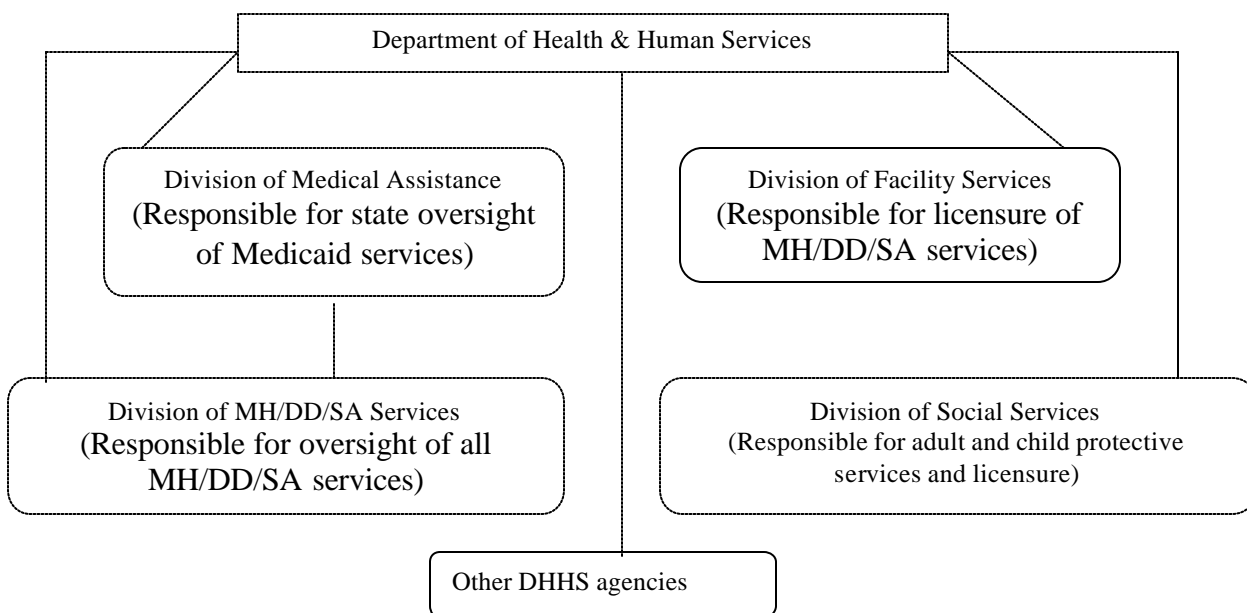 Department of Health & Human Services
Division of Medical Assistance
(Responsible for state oversight
of Medicaid services)
Division of Facility Services
(Responsible for licensure of
MH/DD/SA services)
Division of MH/DD/SA Services
(Responsible for oversight of all
MH/DD/SA services)
Division of Social Services
(Responsible for adult and child protective
services and licensure)
Other DHHS agencies